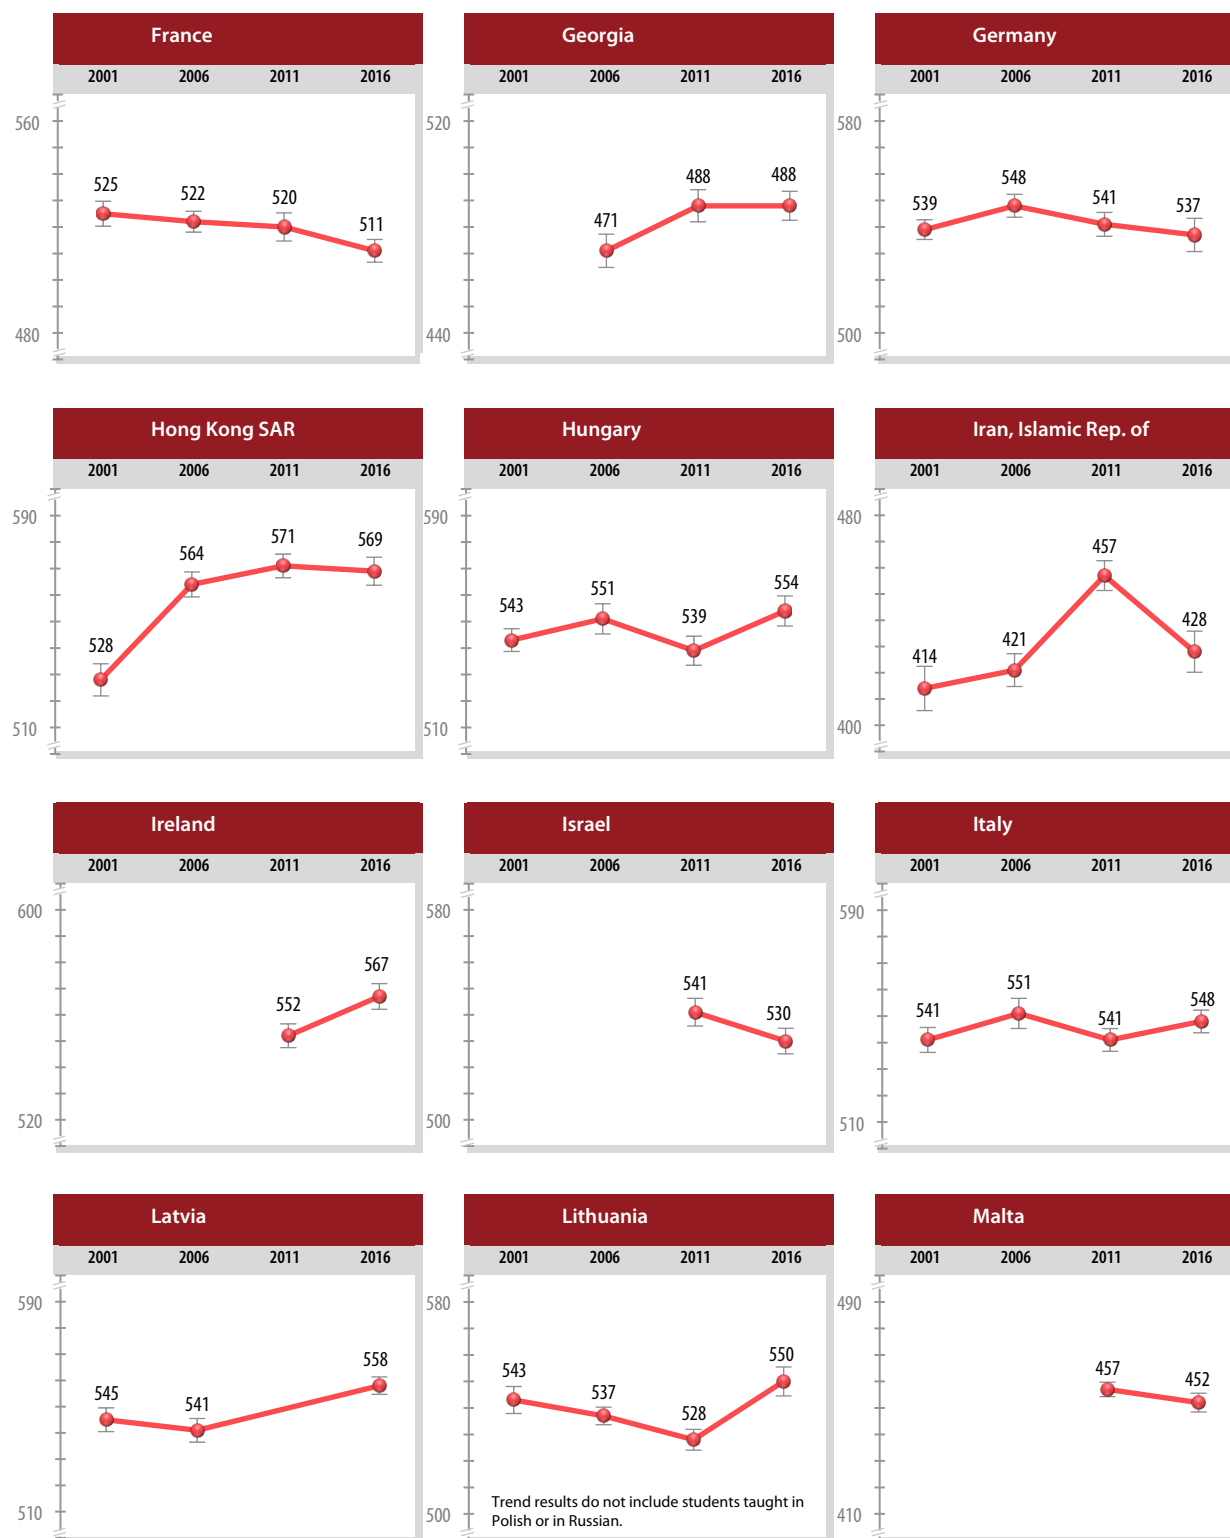 France
2001 2006 2011 2016
560
525
522
520
511
480
Georgia
2001 2006 2011 2016
520
471
488
488
440
Germany
2001 2006 2011 2016
580
539
548
541
537
500
Hong Kong SAR
2001 2006 2011 2016
590
528
564
571
569
510
Hungary
2001 2006 2011 2016
590
543
551
539
554
510
Iran, Islamic Rep. of
2001 2006 2011 2016
480
414
421
457
428
400
Ireland
2001 2006 2011 2016
600
552
567
520
Israel
2001 2006 2011 2016
580
541
530
500
Italy
2001 2006 2011 2016
590
541
551
541
548
510
Latvia
2001 2006 2011 2016
590
545
541
558
510
Lithuania
2001 2006 2011 2016
580
543
537
528
550
500
Trend results do not include students taught in
Polish or in Russian.
Malta
2001 2006 2011 2016
490
457
452
410